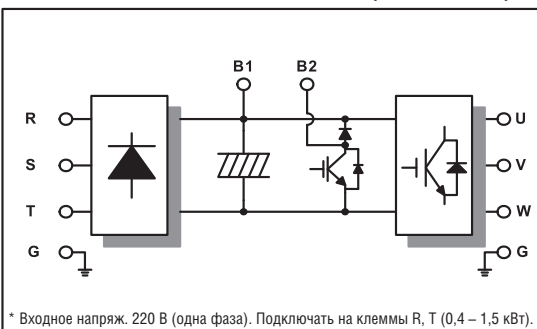 B1 B2
R U
S V
T W
G G
* Входное напряж. 220 В (одна фаза). Подключать на клеммы R, T (0,4 – 1,5 кВт).